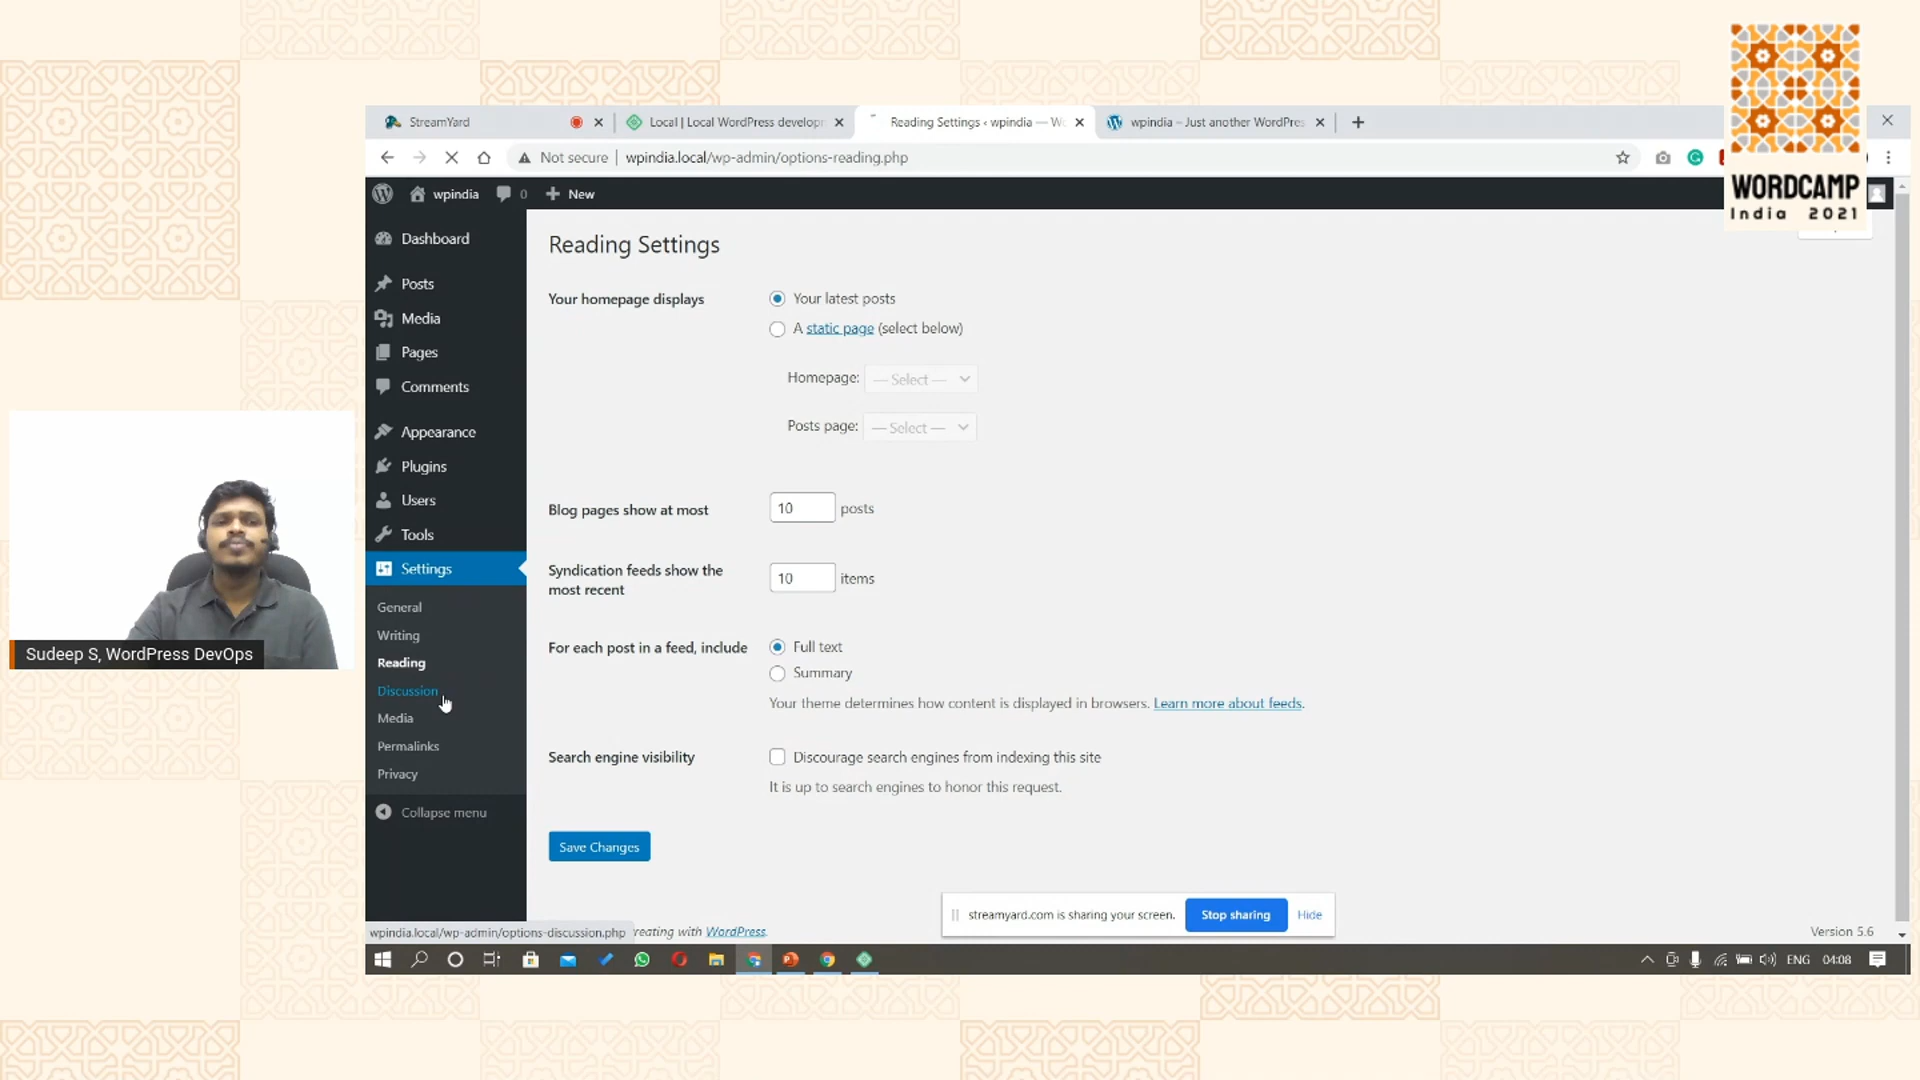 WORDCAMP
India 2021
StreamYard
Local | Local WordPress developm
Reading Settings ‹ wpindia — Wo
wpindia – Just another WordPres
Not secure | wpindia.local/wp-admin/options-reading.php
wpindia 0 New
Dashboard
Posts
Media
Pages
Comments
Appearance
Plugins
Users
Tools
Settings
General
Writing
Reading
Discussion
Media
Permalinks
Privacy
Collapse menu
Reading Settings
Your homepage displays
Your latest posts
A static page (select below)
Homepage: — Select —
Posts page: — Select —
Blog pages show at most 10 posts
Syndication feeds show the most recent 10 items
For each post in a feed, include
Full text
Summary
Your theme determines how content is displayed in browsers. Learn more about feeds.
Search engine visibility
Discourage search engines from indexing this site
It is up to search engines to honor this request.
Save Changes
streamyard.com is sharing your screen. Stop sharing Hide
wpindia.local/wp-admin/options-discussion.php
reating with WordPress.
Version 5.6
ENG 04:08
Sudeep S, WordPress DevOps